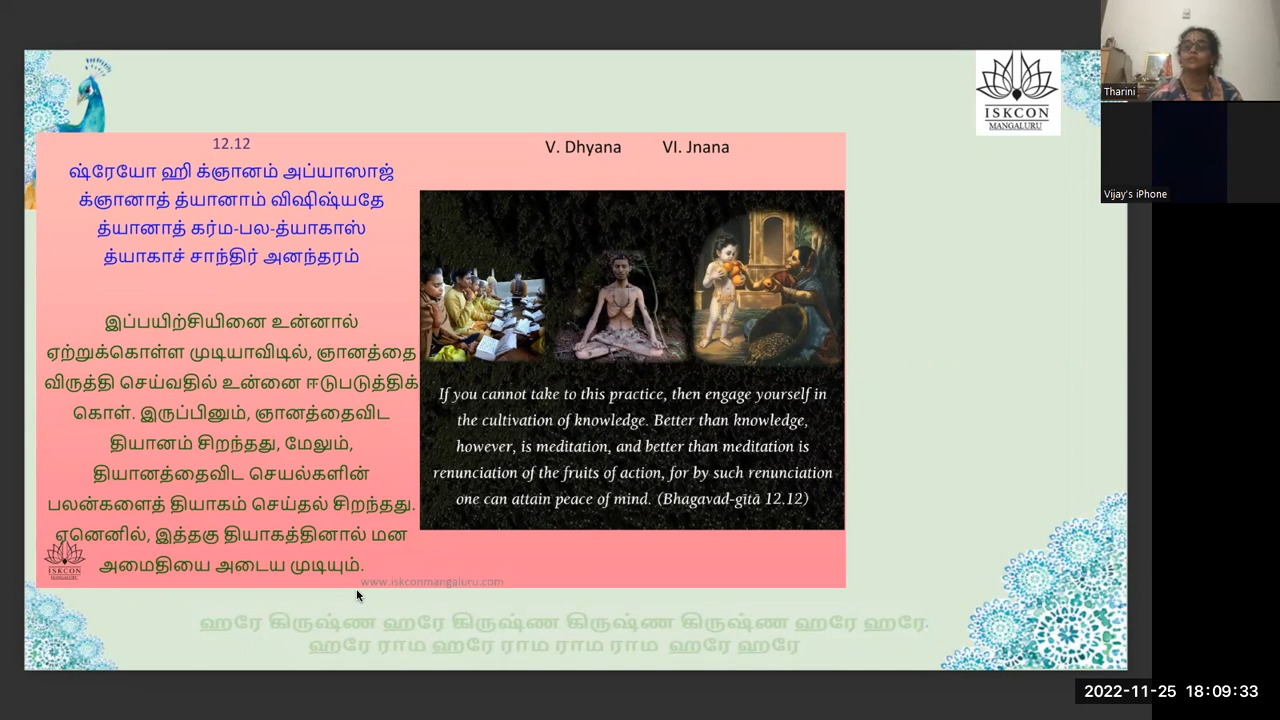 ISKCON
MANGALURU
Tharini
Vijay's iPhone
12.12
ஷ்ரேயோ ஹி க்ஞானம் அப்யாஸாஜ்
க்ஞானாத் த்யானாம் விஷிஷ்யதே
த்யானாத் கர்ம-பல-த்யாகாஸ்
த்யாகாச் சாந்திர் அனந்தரம்
இப்பயிற்சியினை உன்னால்
ஏற்றுக்கொள்ள முடியாவிடில், ஞானத்தை
விருத்தி செய்வதில் உன்னை ஈடுபடுத்திக்
கொள். இருப்பினும், ஞானத்தைவிட
தியானம் சிறந்தது, மேலும்,
தியானத்தைவிட செயல்களின்
பலன்களைத் தியாகம் செய்தல் சிறந்தது.
ஏனெனில், இத்தகு தியாகத்தினால் மன
அமைதியை அடைய முடியும்.
V. Dhyana VI. Jnana
If you cannot take to this practice, then engage yourself in
the cultivation of knowledge. Better than knowledge,
however, is meditation, and better than meditation is
renunciation of the fruits of action, for by such renunciation
one can attain peace of mind. (Bhagavad-gītā 12.12)
ISKCON
MANGALURU
www.iskconmangaluru.com
ஹரே கிருஷ்ண ஹரே கிருஷ்ண கிருஷ்ண கிருஷ்ண ஹரே ஹரே.
ஹரே ராம ஹரே ராம ராம ராம ஹரே ஹரே
2022-11-25 18:09:33